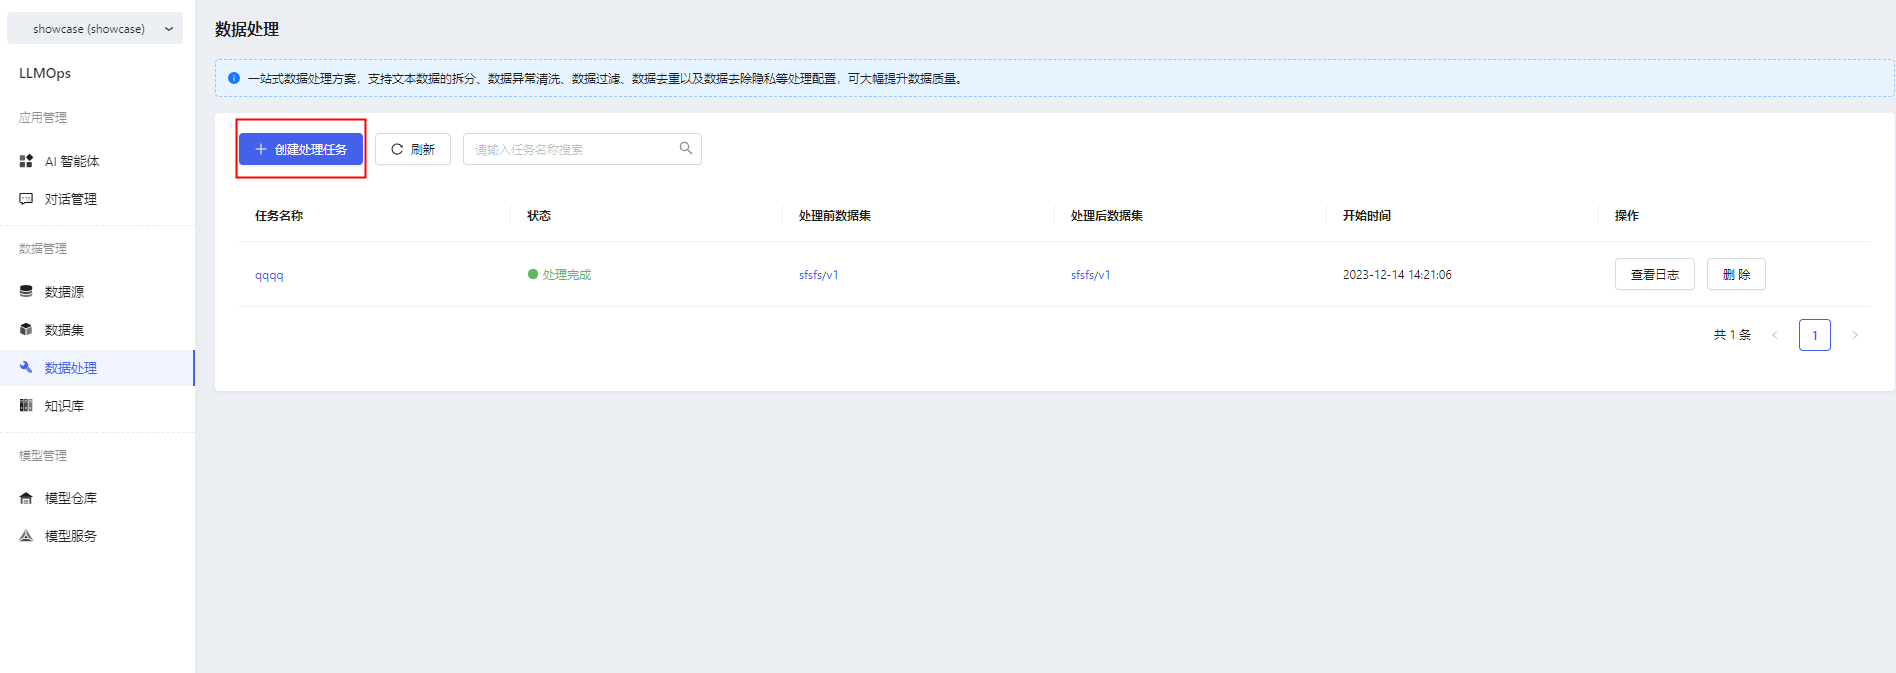 showcase (showcase)
LLMOps
应用管理
AI 智能体
对话管理
数据管理
数据源
数据集
数据处理
知识库
模型管理
模型仓库
模型服务
数据处理
一站式数据处理方案，支持文本数据的拆分、数据异常清洗、数据过滤、数据去重以及数据去除隐私等处理配置，可大幅提升数据质量。
创建处理任务 刷新 请输入任务名称搜索
任务名称 状态 处理前数据集 处理后数据集 开始时间 操作
qqqq 处理完成 sfsfs/v1 sfsfs/v1 2023-12-14 14:21:06 查看日志 删 除
共 1 条 < 1 >